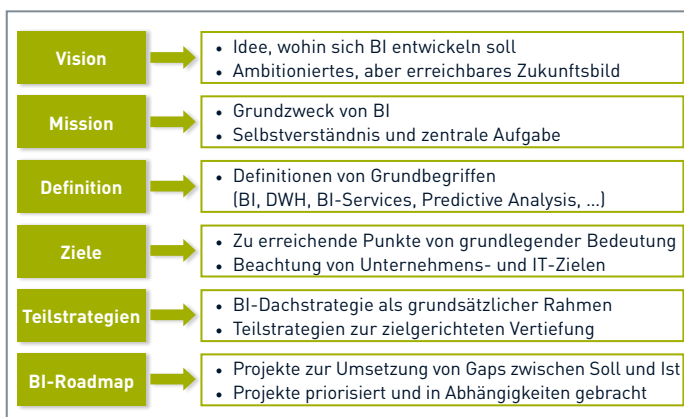 Vision
• Idee, wohin sich BI entwickeln soll
• Ambitioniertes, aber erreichbares Zukunftsbild
Mission
• Grundzweck von BI
• Selbstverständnis und zentrale Aufgabe
Definition
• Definitionen von Grundbegriffen
(BI, DWH, BI-Services, Predictive Analysis, ...)
Ziele
• Zu erreichende Punkte von grundlegender Bedeutung
• Beachtung von Unternehmens- und IT-Zielen
Teilstrategien
• BI-Dachstrategie als grundsätzlicher Rahmen
• Teilstrategien zur zielgerichteten Vertiefung
BI-Roadmap
• Projekte zur Umsetzung von Gaps zwischen Soll und Ist
• Projekte priorisiert und in Abhängigkeiten gebracht